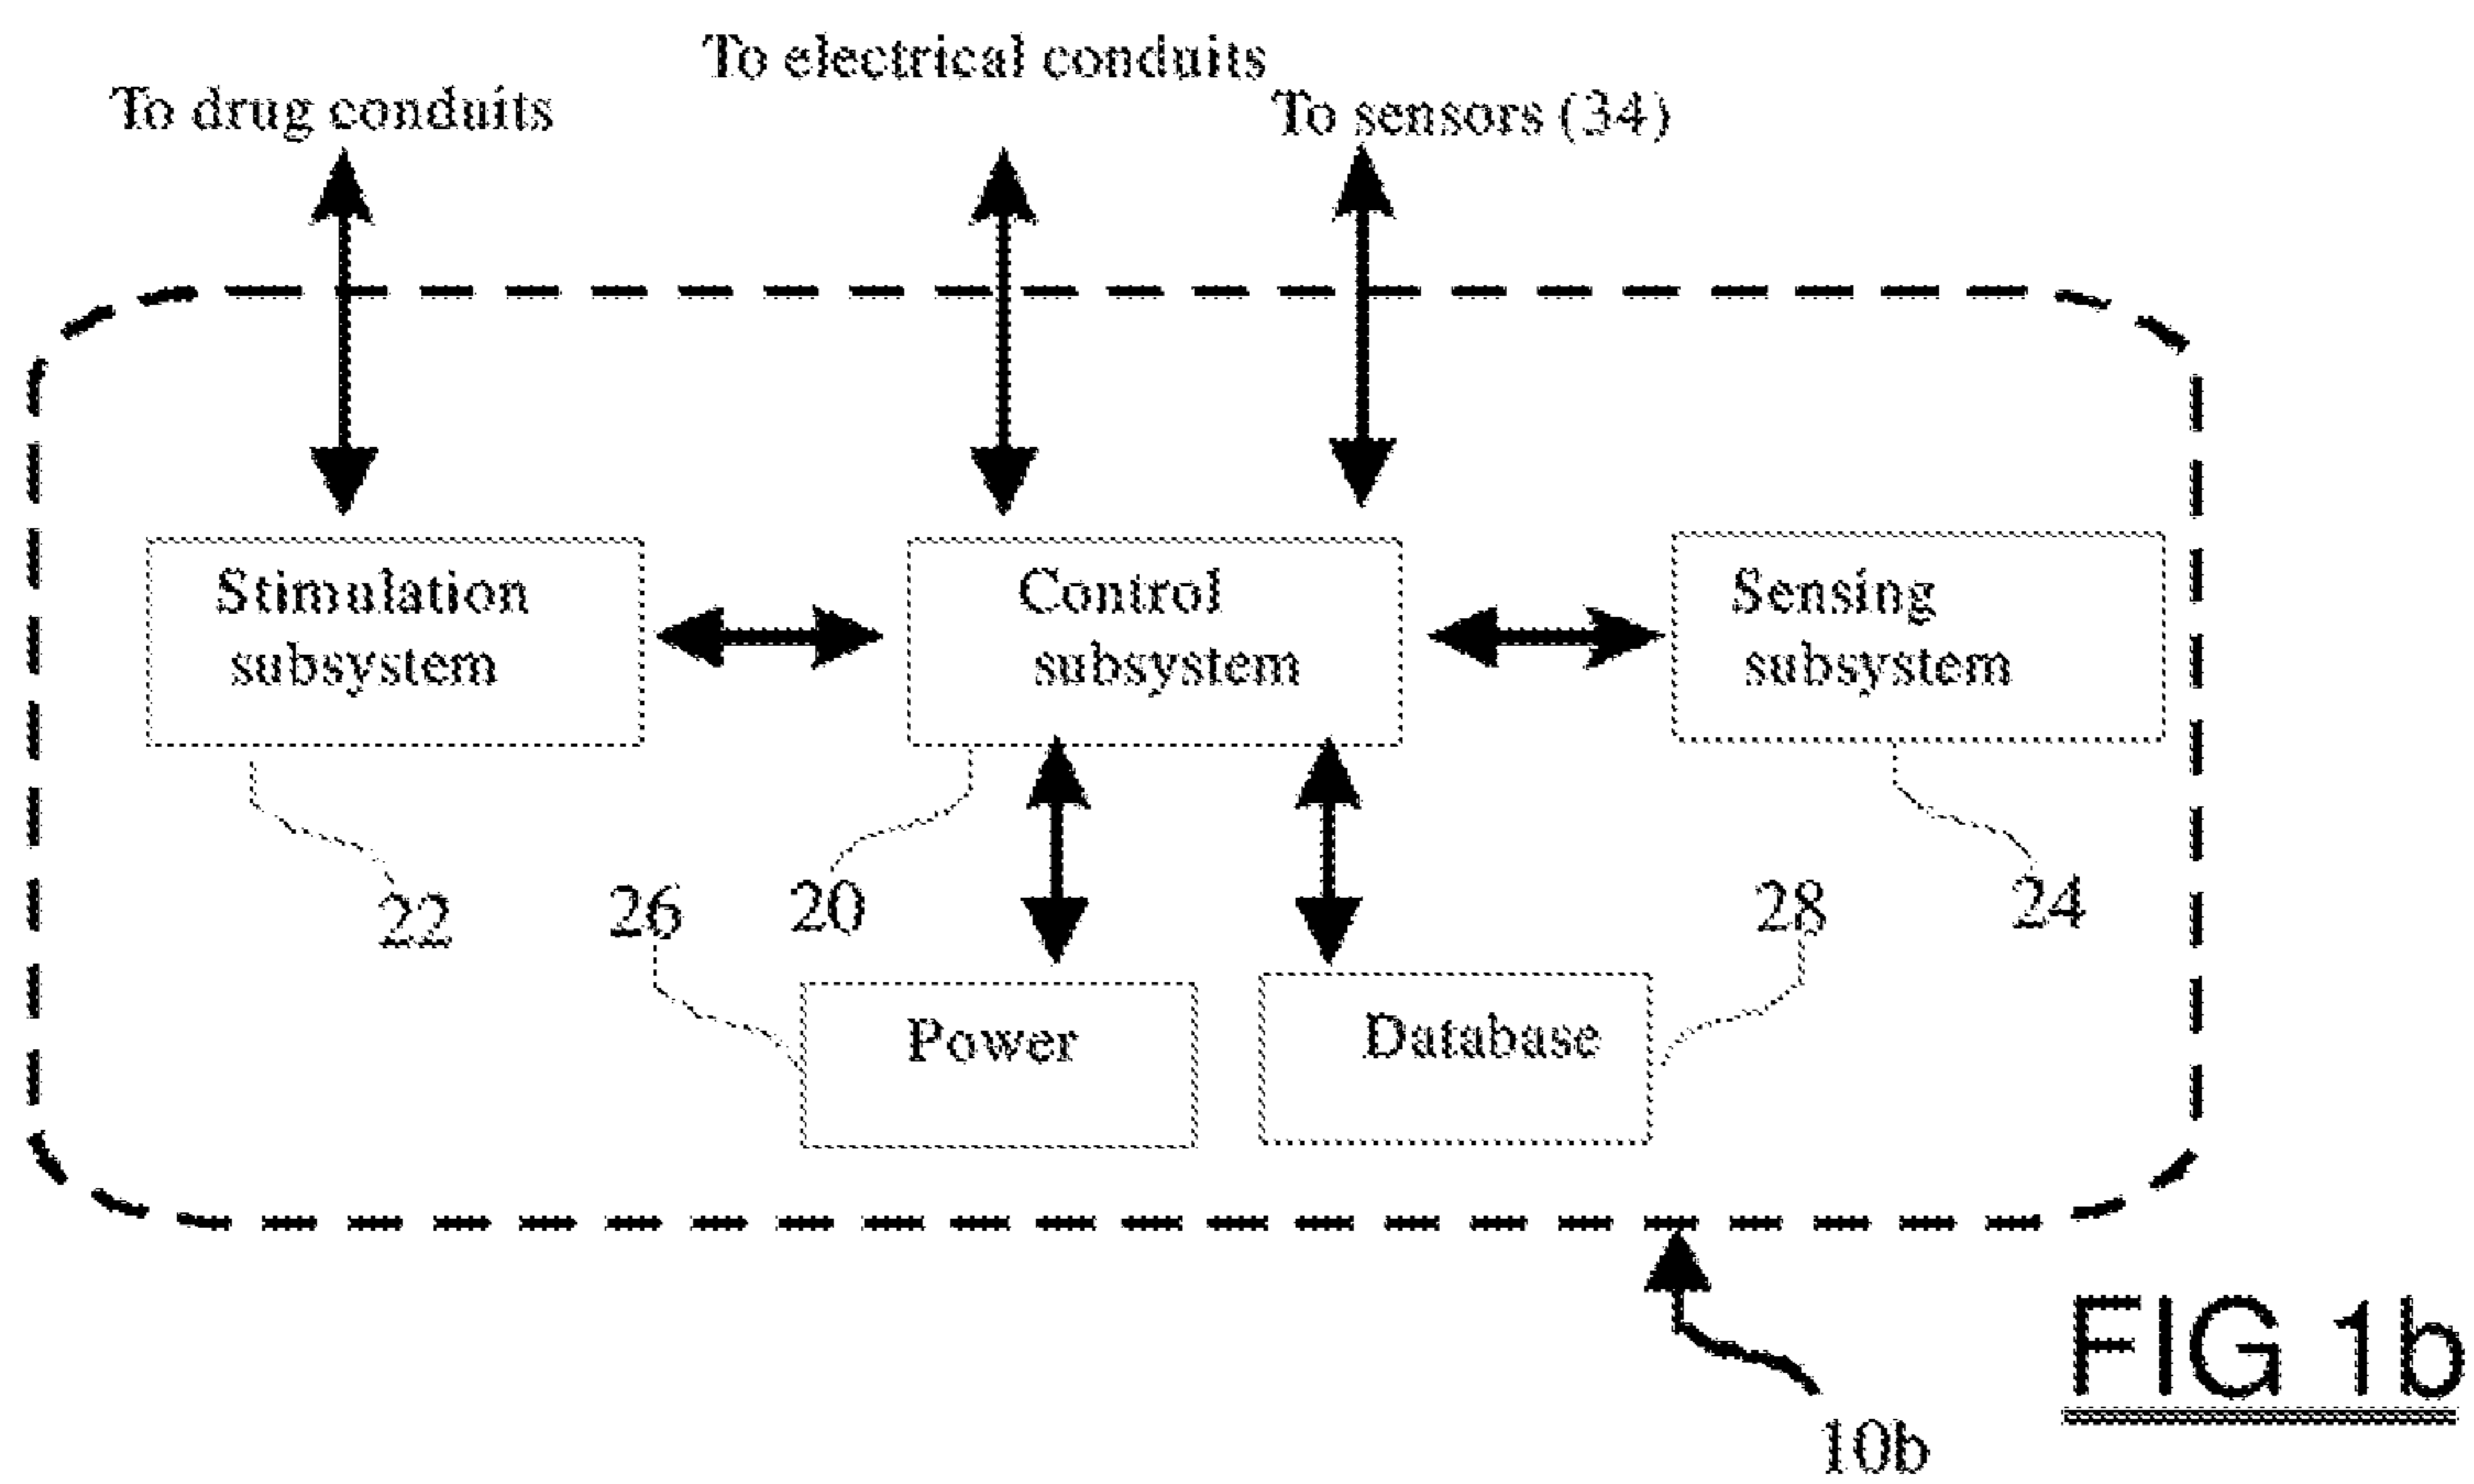 To electrical conduits
To drug conduits
To sensors (34)
Stimulation
subsystem
Control
subsystem
Sensing
subsystem
22
26
20
28
24
Power
Database
FIG 1b
10b